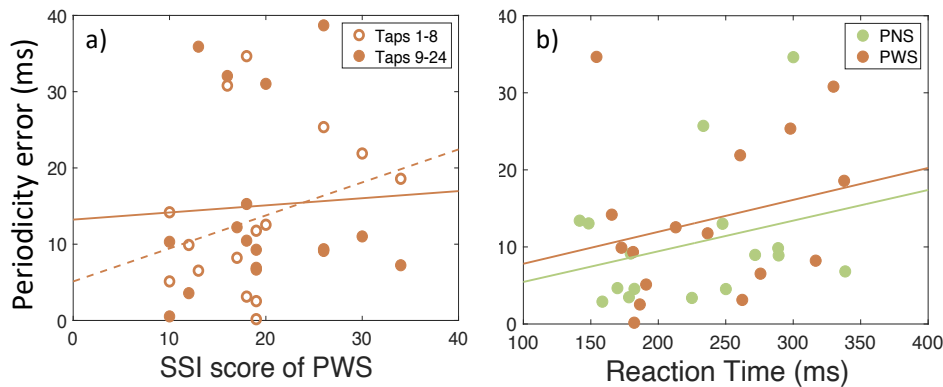 a)
Taps 1-8
Taps 9-24
Periodicity error (ms)
40
30
20
10
0
0 10 20 30 40
SSI score of PWS
b)
PNS
PWS
40
30
20
10
0
100 150 200 250 300 350 400
Reaction Time (ms)